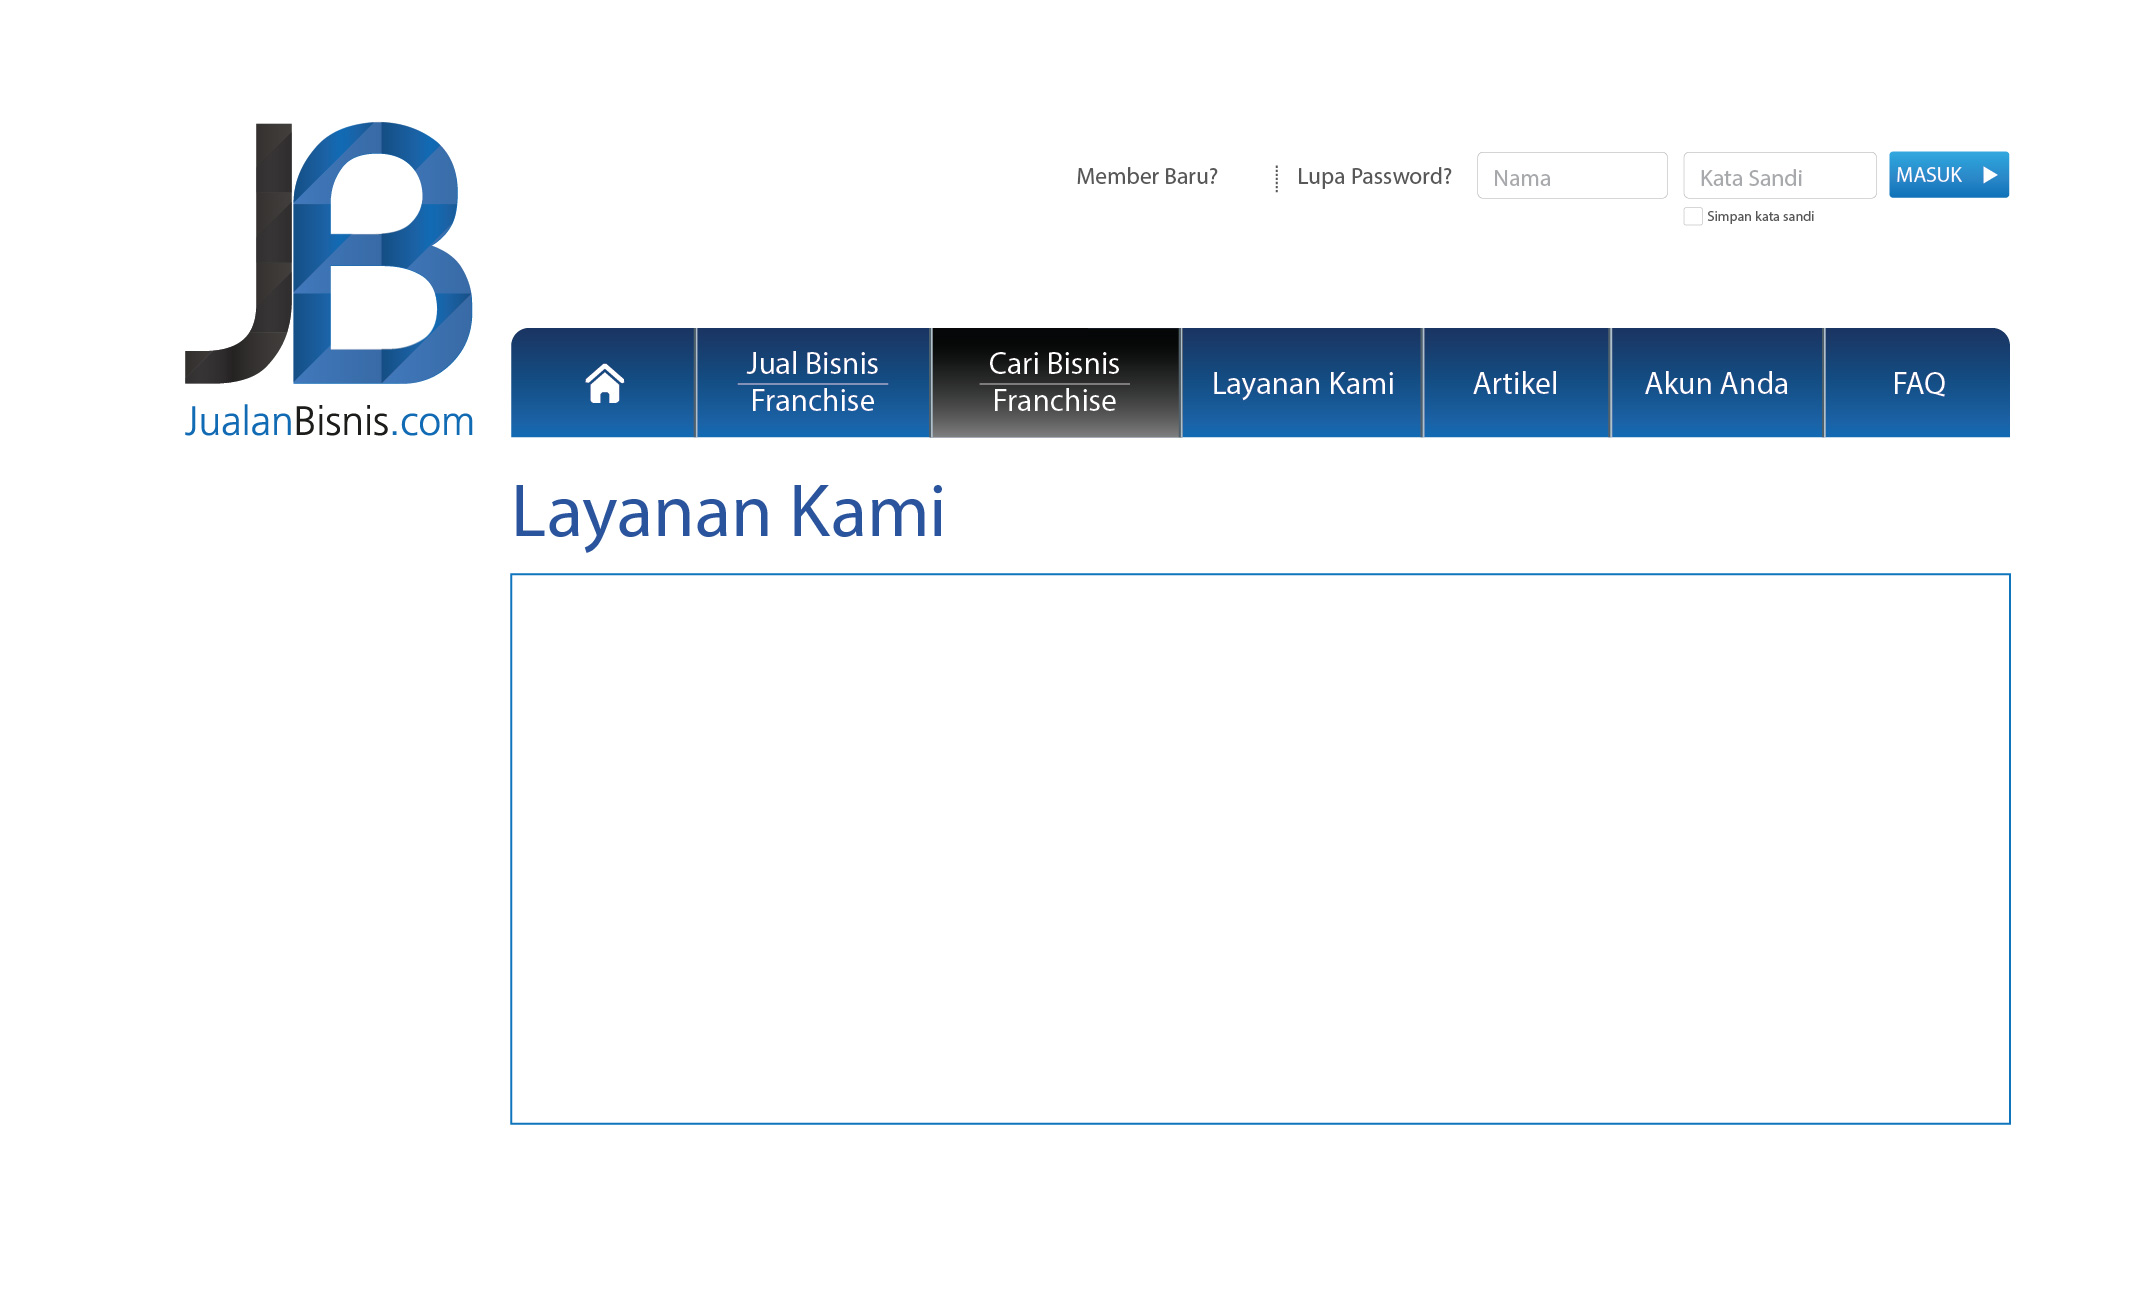 JB
JualanBisnis.com
Member Baru?
Lupa Password?
Nama
Kata Sandi
MASUK
Simpan kata sandi
Jual Bisnis
Franchise
Cari Bisnis
Franchise
Layanan Kami
Artikel
Akun Anda
FAQ
Layanan Kami